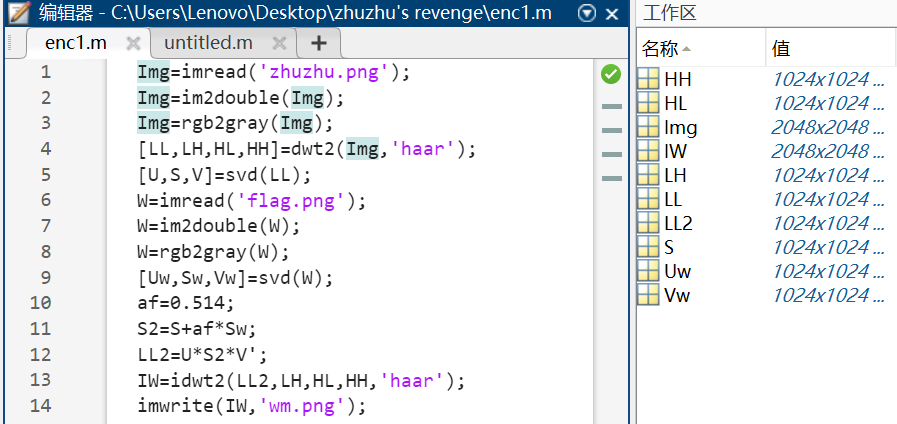 编辑器 - C:\Users\Lenovo\Desktop\zhuzhu's revenge\enc1.m
enc1.m
untitled.m
1 Img=imread('zhuzhu.png');
2 Img=im2double(Img);
3 Img=rgb2gray(Img);
4 [LL,LH,HL,HH]=dwt2(Img,'haar');
5 [U,S,V]=svd(LL);
6 W=imread('flag.png');
7 W=im2double(W);
8 W=rgb2gray(W);
9 [Uw,Sw,Vw]=svd(W);
10 af=0.514;
11 S2=S+af*Sw;
12 LL2=U*S2*V';
13 IW=idwt2(LL2,LH,HL,HH,'haar');
14 imwrite(IW,'wm.png');
工作区
名称 值
HH 1024x1024 ...
HL 1024x1024 ...
Img 2048x2048 ...
IW 2048x2048 ...
LH 1024x1024 ...
LL 1024x1024 ...
LL2 1024x1024 ...
S 1024x1024 ...
Uw 1024x1024 ...
Vw 1024x1024 ...